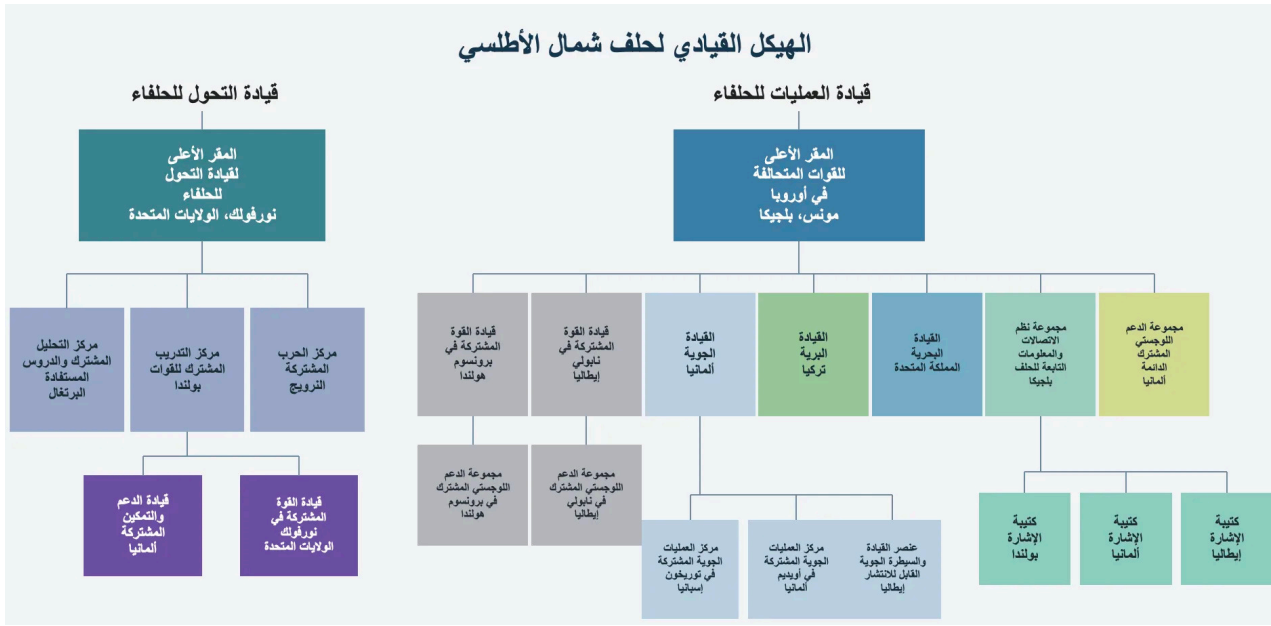 الهيكل القيادي لحلف شمال الأطلسي
قيادة العمليات للحلفاء
المقر الأعلى
للقوات المتحالفة
في أوروبا
مونس، بلجيكا
مجموعة الدعم
اللوجستي
المشترك
الدائمة
ألمانيا
مجموعة نظم
الاتصالات
والمعلومات
التابعة للحلف
بلجيكا
القيادة
البحرية
المملكة المتحدة
القيادة
البرية
تركيا
القيادة
الجوية
ألمانيا
قيادة القوة
المشتركة في
نابولي
إيطاليا
قيادة القوة
المشتركة في
برونسوم
هولندا
كتيبة
الإشارة
إيطاليا
كتيبة
الإشارة
ألمانيا
كتيبة
الإشارة
بولندا
عنصر القيادة
والسيطرة الجوية
القابل للانتشار
إيطاليا
مركز العمليات
الجوية المشتركة
في أويديم
ألمانيا
مركز العمليات
الجوية المشتركة
في توريخون
إسبانيا
مجموعة الدعم
اللوجستي المشترك
في نابولي
إيطاليا
مجموعة الدعم
اللوجستي المشترك
في برونسوم
هولندا
قيادة التحول للحلفاء
المقر الأعلى
لقيادة التحول
للحلفاء
نورفولك، الولايات المتحدة
مركز الحرب
المشتركة
النرويج
مركز التدريب
المشترك للقوات
بولندا
مركز التحليل
المشترك والدروس
المستفادة
البرتغال
قيادة القوة
المشتركة في
نورفولك
الولايات المتحدة
قيادة الدعم
والتمكين
المشتركة
ألمانيا